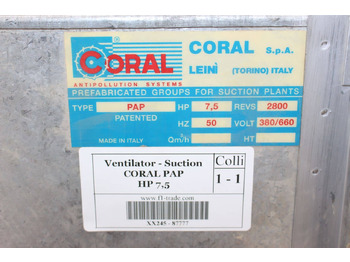 CORAL
®
ANTIPOLLUTION SYSTEMS
CORAL S.p.A.
LEINÌ (TORINO) ITALY
PREFABRICATED GROUPS FOR SUCTION PLANTS
TYPE PAP HP 7,5 REVS 2800
PATENTED HZ 50 VOLT 380/660
MADE IN ITALY Qm³/h HT
Ventilator - Suction
CORAL PAP
HP 7,5
Colli
1 - 1
www.f1-trade.com
XX245 - 87777